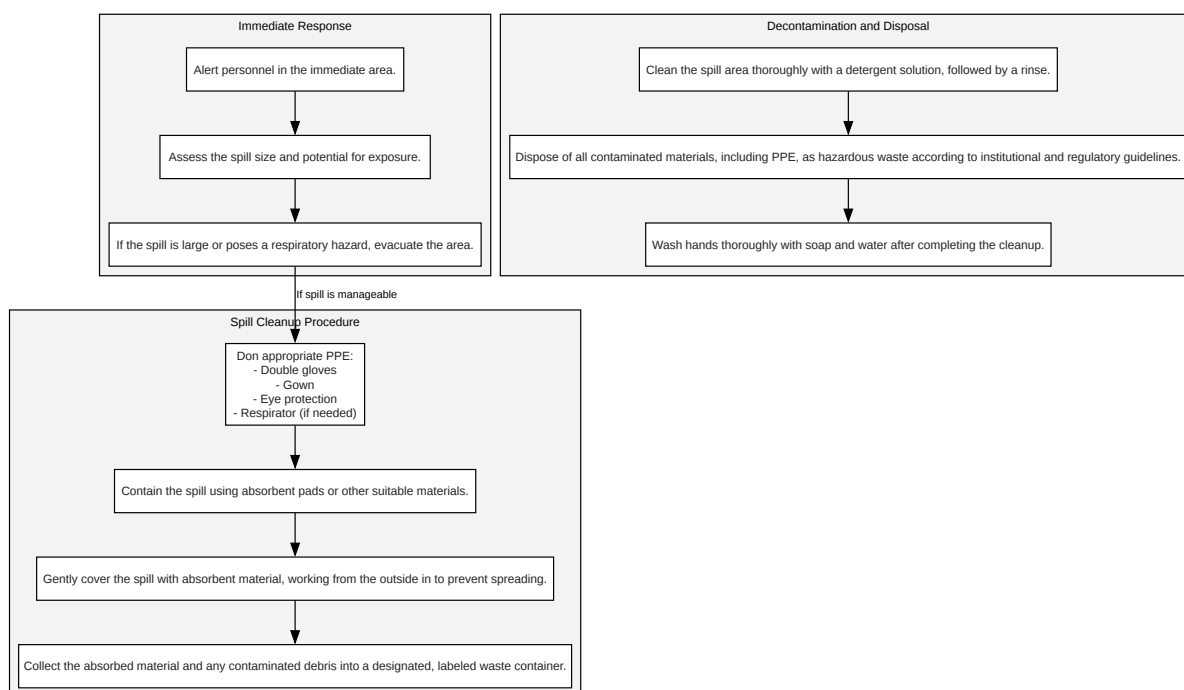 Immediate Response
Alert personnel in the immediate area.
Assess the spill size and potential for exposure.
If the spill is large or poses a respiratory hazard, evacuate the area.
If spill is manageable
Spill Cleanup Procedure
Don appropriate PPE:
- Double gloves
- Gown
- Eye protection
- Respirator (if needed)
Contain the spill using absorbent pads or other suitable materials.
Gently cover the spill with absorbent material, working from the outside in to prevent spreading.
Collect the absorbed material and any contaminated debris into a designated, labeled waste container.
Decontamination and Disposal
Clean the spill area thoroughly with a detergent solution, followed by a rinse.
Dispose of all contaminated materials, including PPE, as hazardous waste according to institutional and regulatory guidelines.
Wash hands thoroughly with soap and water after completing the cleanup.